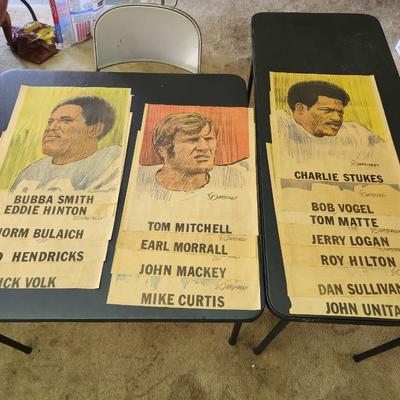 BUBBA SMITH
EDDIE HINTON
NORM BULAICH
HENDRICKS
RICK VOLK
TOM MITCHELL
EARL MORRALL
JOHN MACKEY
MIKE CURTIS
CHARLIE STUKES
BOB VOGEL
TOM MATTE
JERRY LOGAN
ROY HILTON
DAN SULLIVAN
JOHN UNITA